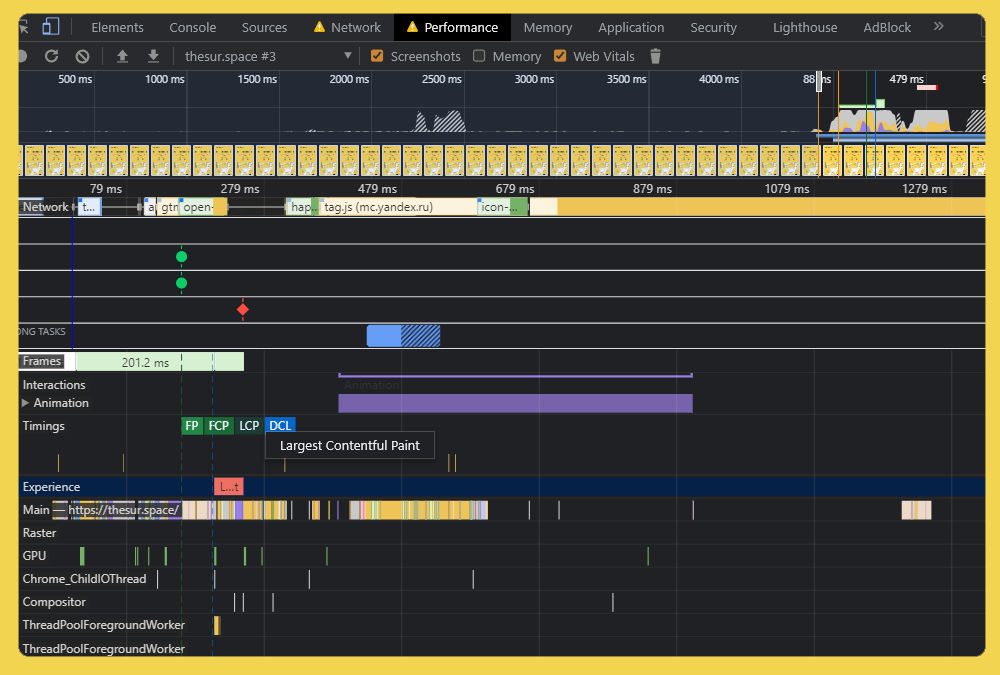 Elements Console Sources Network Performance Memory Application Security Lighthouse AdBlock »
thesur.space #3 Screenshots Memory Web Vitals
500 ms 1000 ms 1500 ms 2000 ms 2500 ms 3000 ms 3500 ms 4000 ms 88 ms 479 ms
79 ms 279 ms 479 ms 679 ms 879 ms 1079 ms 1279 ms
Network t... gtn open- hap... tag.js (mc.yandex.ru) icon-...
ONG TASKS
Frames 201.2 ms
Interactions Animation
Animation
Timings FP FCP LCP DCL
Largest Contentful Paint
Experience L...t
Main — https://thesur.space/
Raster
GPU
Chrome_ChildIOThread
Compositor
ThreadPoolForegroundWorker
ThreadPoolForegroundWorker